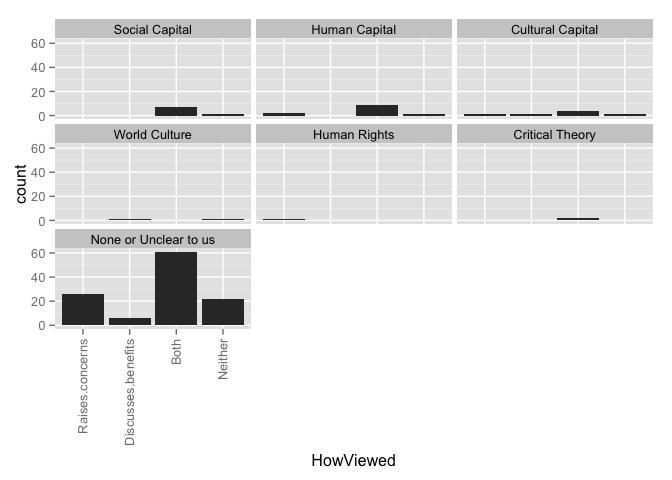 Social Capital
Human Capital
Cultural Capital
60
40
20
0
World Culture
Human Rights
Critical Theory
60
40
20
0
count
None or Unclear to us
60
40
20
0
Raises.concerns
Discusses.benefits
Both
Neither
HowViewed